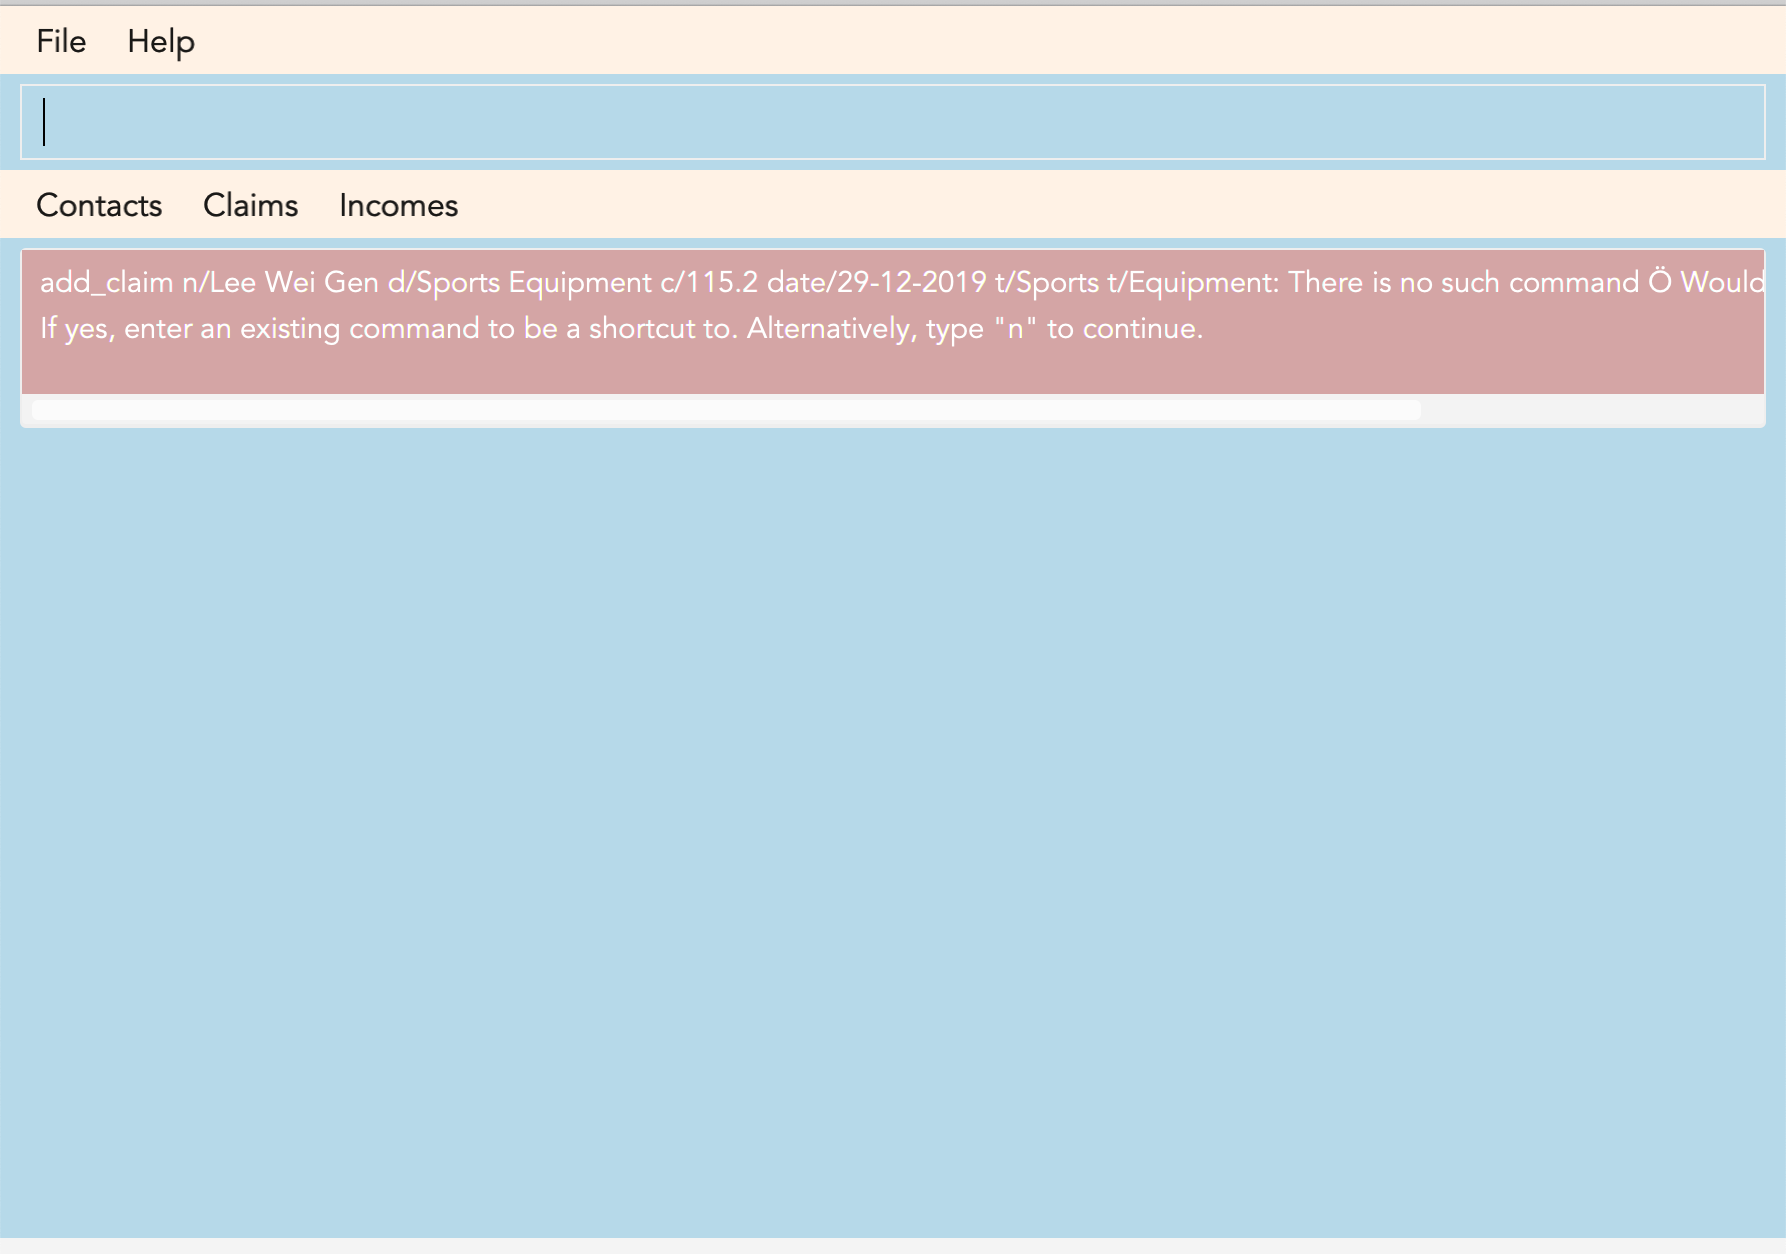 File Help
Contacts Claims Incomes
add_claim n/Lee Wei Gen d/Sports Equipment c/115.2 date/29-12-2019 t/Sports t/Equipment: There is no such command Ö Would
If yes, enter an existing command to be a shortcut to. Alternatively, type "n" to continue.